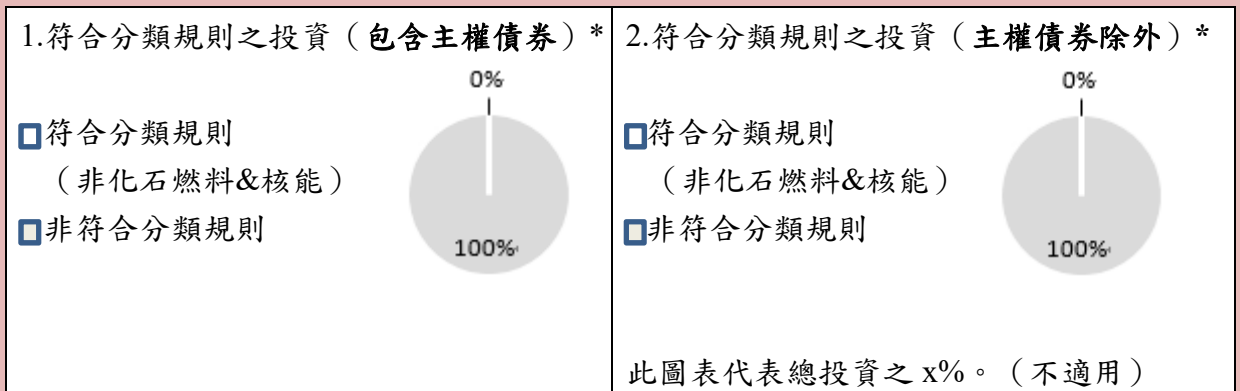 1.符合分類規則之投資（包含主權債券）*
0%
符合分類規則
（非化石燃料&核能）
非符合分類規則
100%
2.符合分類規則之投資（主權債券除外）*
0%
符合分類規則
（非化石燃料&核能）
非符合分類規則
100%
此圖表代表總投資之 x%。（不適用）